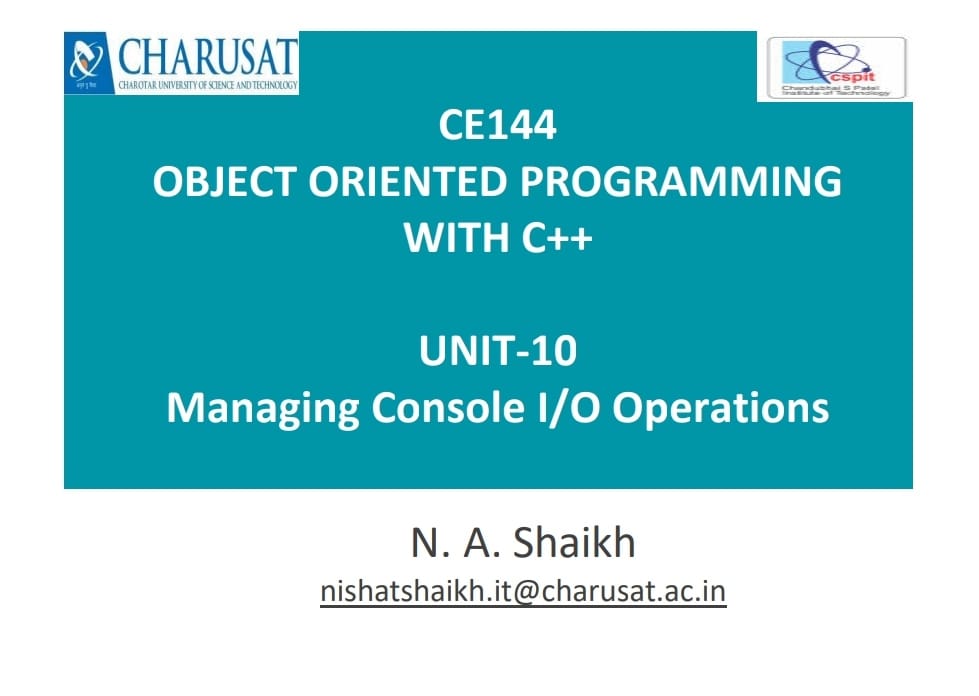 CHARUSAT
CHAROTAR UNIVERSITY OF SCIENCE AND TECHNOLOGY
cspit
Chandubhai S Patel
Institute of Technology
CE144
OBJECT ORIENTED PROGRAMMING
WITH C++
UNIT-10
Managing Console I/O Operations
N. A. Shaikh
nishatshaikh.it@charusat.ac.in